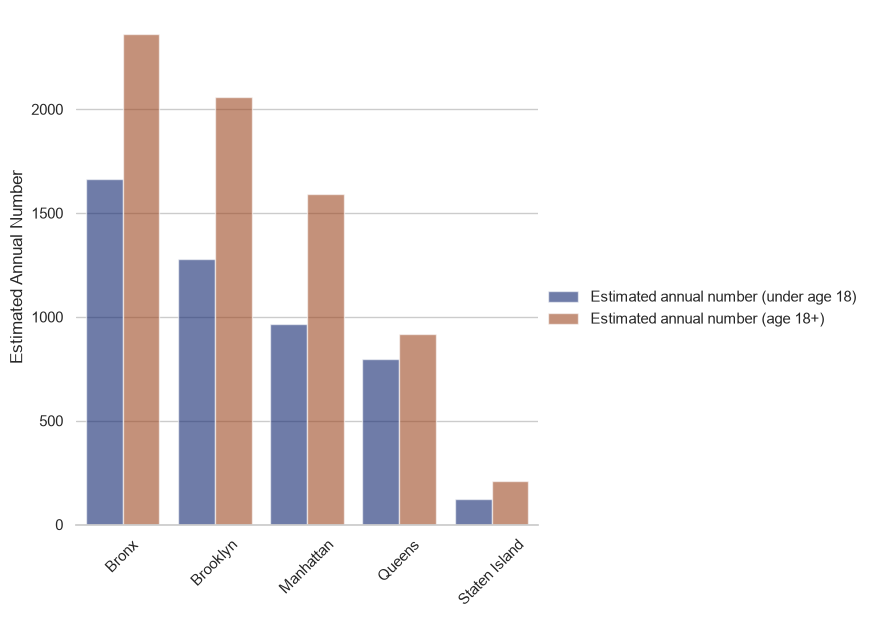 Estimated Annual Number
2000
1500
1000
500
0
Bronx
Brooklyn
Manhattan
Queens
Staten Island
Estimated annual number (under age 18)
Estimated annual number (age 18+)